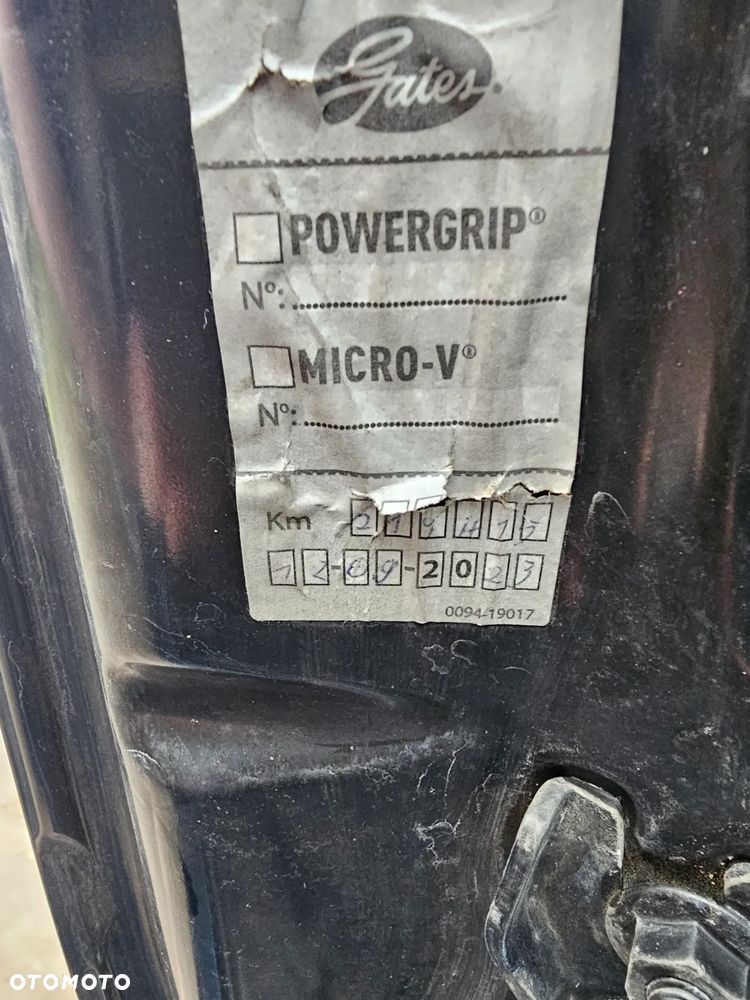 Gates
POWERGRIP®
Nº:
MICRO-V®
Nº:
Km 219415
12-09-2023
0094-19017
OTOMOTO